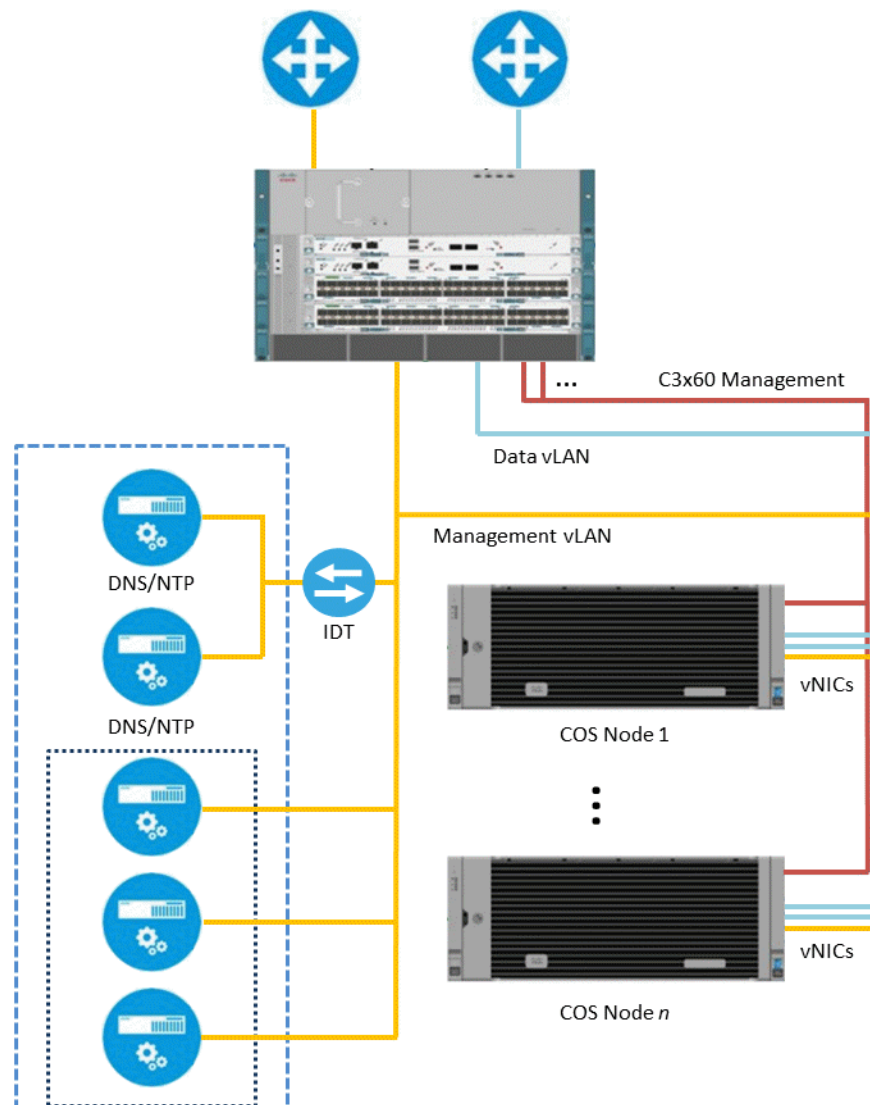 ...
C3x60 Management
Data vLAN
Management vLAN
DNS/NTP
IDT
vNICs
DNS/NTP
COS Node 1
vNICs
COS Node n